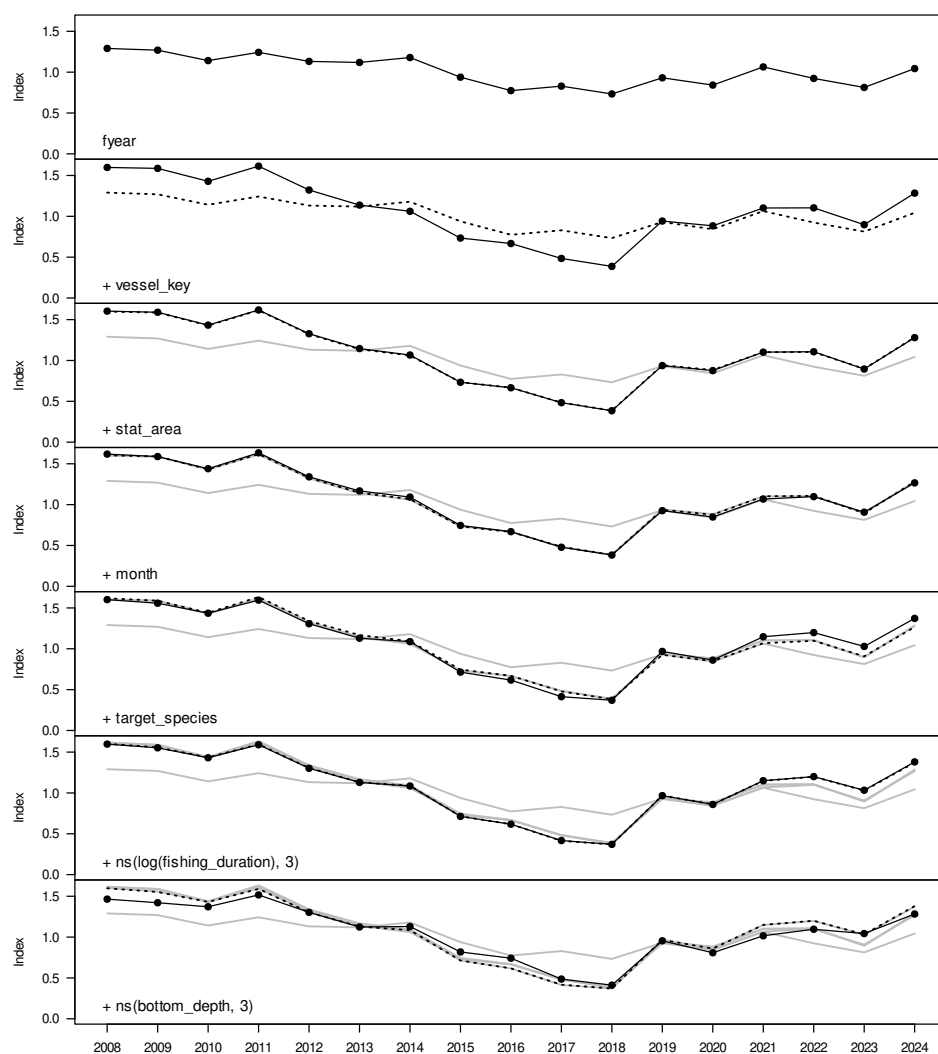 1.5
1.0
0.5
0.0
Index
fyear
1.5
1.0
0.5
0.0
Index
+ vessel_key
1.5
1.0
0.5
0.0
Index
+ stat_area
1.5
1.0
0.5
0.0
Index
+ month
1.5
1.0
0.5
0.0
Index
+ target_species
1.5
1.0
0.5
0.0
Index
+ ns(log(fishing_duration), 3)
1.5
1.0
0.5
0.0
Index
+ ns(bottom_depth, 3)
2008 2009 2010 2011 2012 2013 2014 2015 2016 2017 2018 2019 2020 2021 2022 2023 2024